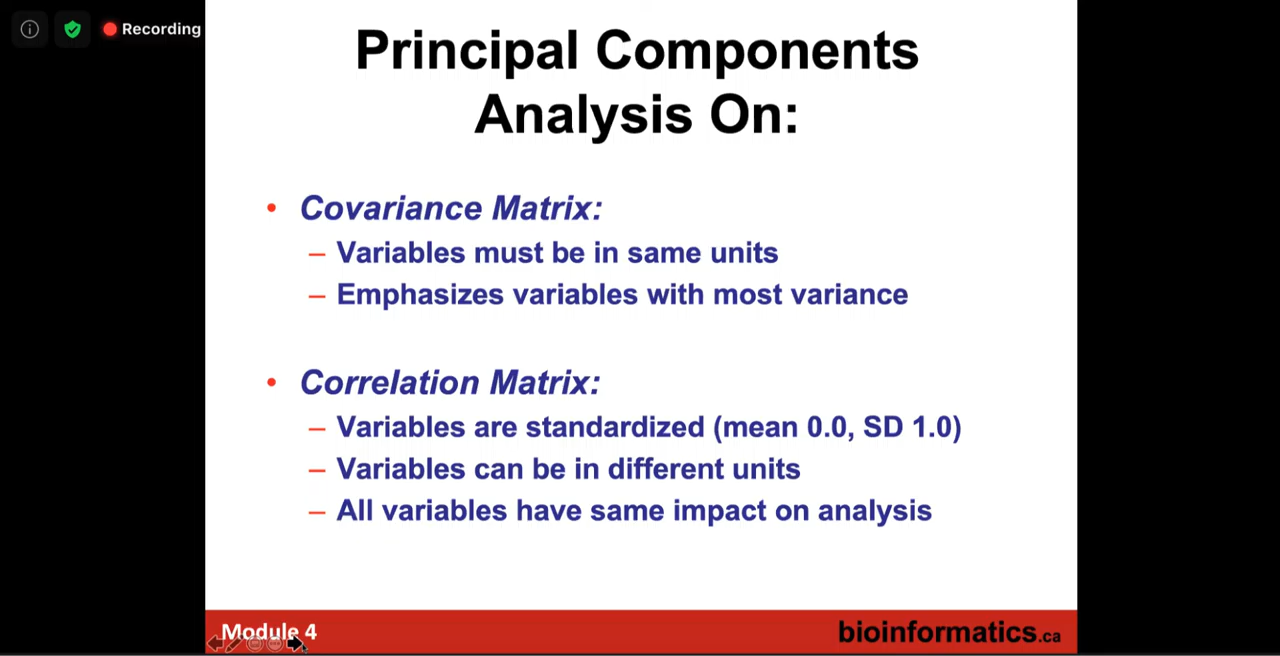 Recording
Principal Components
Analysis On:
• Covariance Matrix:
– Variables must be in same units
– Emphasizes variables with most variance
• Correlation Matrix:
– Variables are standardized (mean 0.0, SD 1.0)
– Variables can be in different units
– All variables have same impact on analysis
Module 4
bioinformatics.ca